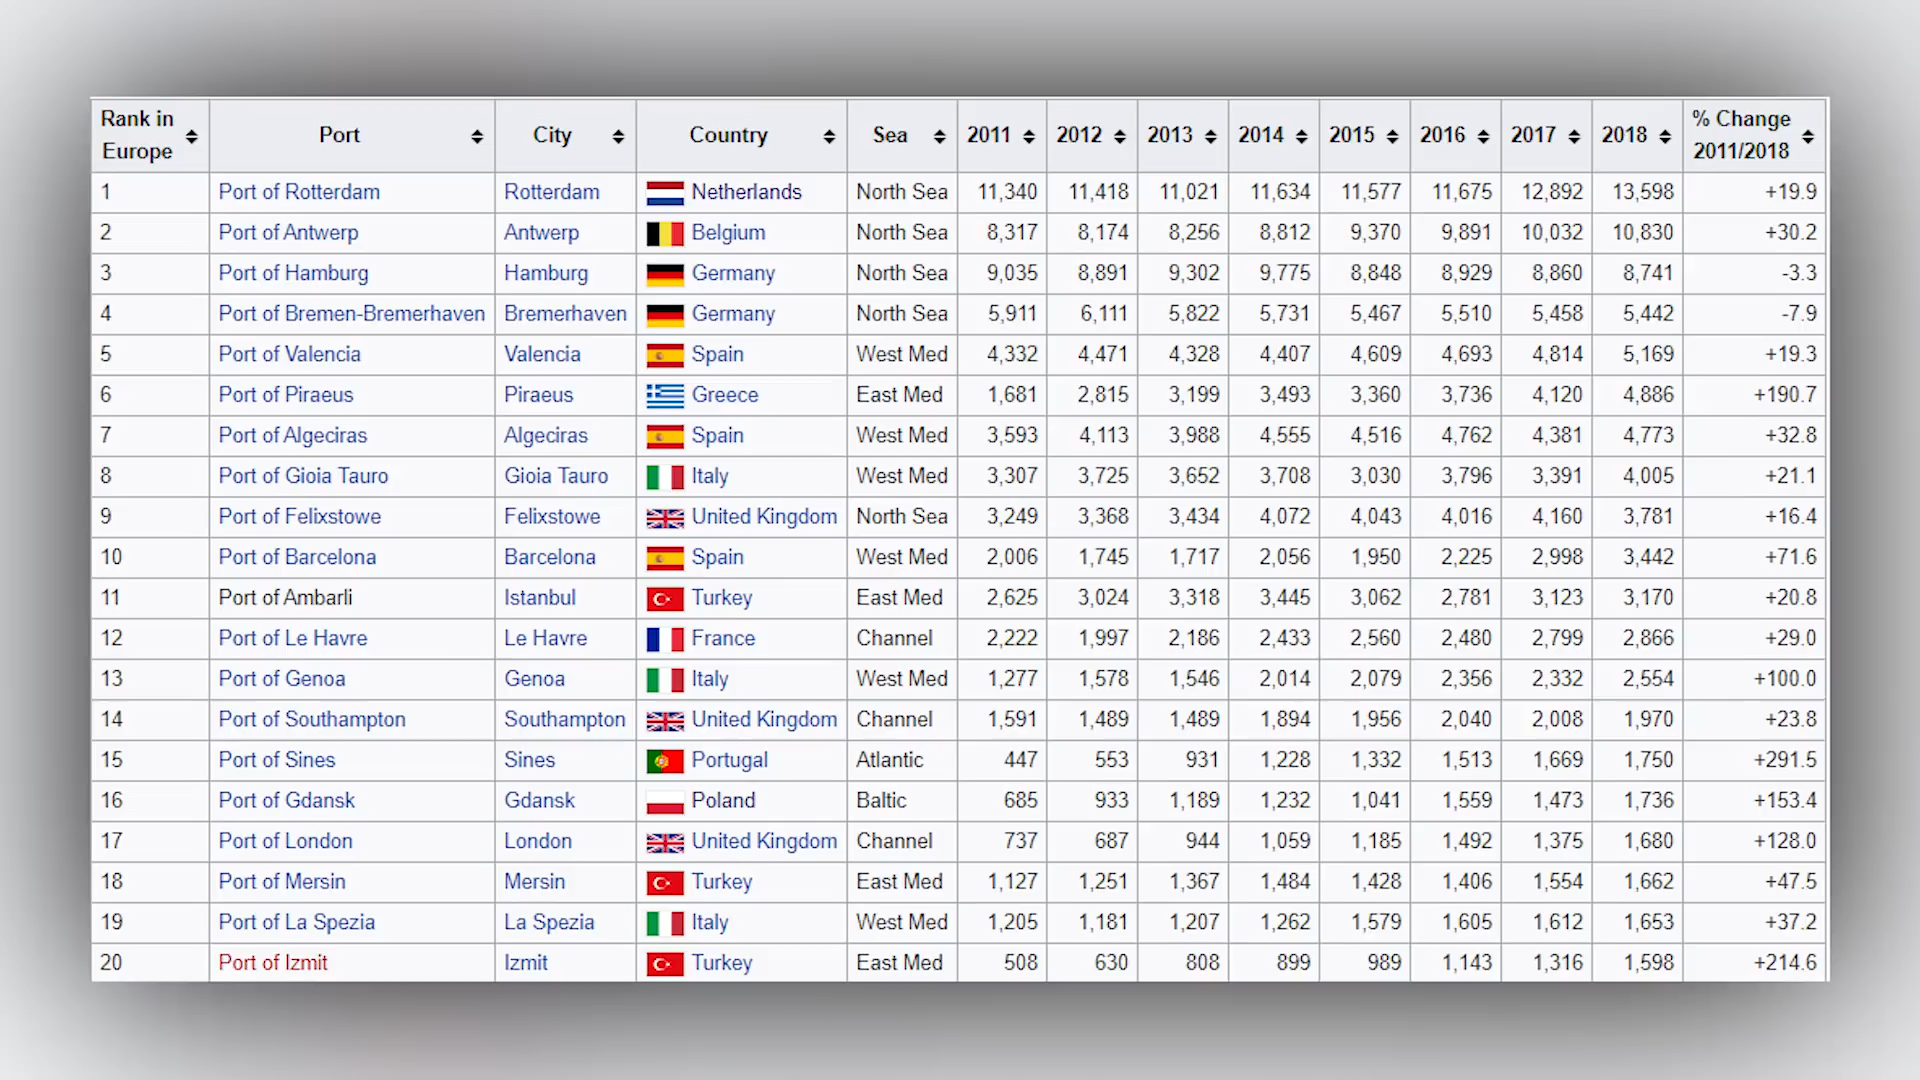 Rank in Europe Port City Country Sea 2011 2012 2013 2014 2015 2016 2017 2018 % Change 2011/2018
1 Port of Rotterdam Rotterdam Netherlands North Sea 11,340 11,418 11,021 11,634 11,577 11,675 12,892 13,598 +19.9
2 Port of Antwerp Antwerp Belgium North Sea 8,317 8,174 8,256 8,812 9,370 9,891 10,032 10,830 +30.2
3 Port of Hamburg Hamburg Germany North Sea 9,035 8,891 9,302 9,775 8,848 8,929 8,860 8,741 -3.3
4 Port of Bremen-Bremerhaven Bremerhaven Germany North Sea 5,911 6,111 5,822 5,731 5,467 5,510 5,458 5,442 -7.9
5 Port of Valencia Valencia Spain West Med 4,332 4,471 4,328 4,407 4,609 4,693 4,814 5,169 +19.3
6 Port of Piraeus Piraeus Greece East Med 1,681 2,815 3,199 3,493 3,360 3,736 4,120 4,886 +190.7
7 Port of Algeciras Algeciras Spain West Med 3,593 4,113 3,988 4,555 4,516 4,762 4,381 4,773 +32.8
8 Port of Gioia Tauro Gioia Tauro Italy West Med 3,307 3,725 3,652 3,708 3,030 3,796 3,391 4,005 +21.1
9 Port of Felixstowe Felixstowe United Kingdom North Sea 3,249 3,368 3,434 4,072 4,043 4,016 4,160 3,781 +16.4
10 Port of Barcelona Barcelona Spain West Med 2,006 1,745 1,717 2,056 1,950 2,225 2,998 3,442 +71.6
11 Port of Ambarli Istanbul Turkey East Med 2,625 3,024 3,318 3,445 3,062 2,781 3,123 3,170 +20.8
12 Port of Le Havre Le Havre France Channel 2,222 1,997 2,186 2,433 2,560 2,480 2,799 2,866 +29.0
13 Port of Genoa Genoa Italy West Med 1,277 1,578 1,546 2,014 2,079 2,356 2,332 2,554 +100.0
14 Port of Southampton Southampton United Kingdom Channel 1,591 1,489 1,489 1,894 1,956 2,040 2,008 1,970 +23.8
15 Port of Sines Sines Portugal Atlantic 447 553 931 1,228 1,332 1,513 1,669 1,750 +291.5
16 Port of Gdansk Gdansk Poland Baltic 685 933 1,189 1,232 1,041 1,559 1,473 1,736 +153.4
17 Port of London London United Kingdom Channel 737 687 944 1,059 1,185 1,492 1,375 1,680 +128.0
18 Port of Mersin Mersin Turkey East Med 1,127 1,251 1,367 1,484 1,428 1,406 1,554 1,662 +47.5
19 Port of La Spezia La Spezia Italy West Med 1,205 1,181 1,207 1,262 1,579 1,605 1,612 1,653 +37.2
20 Port of Izmit Izmit Turkey East Med 508 630 808 899 989 1,143 1,316 1,598 +214.6